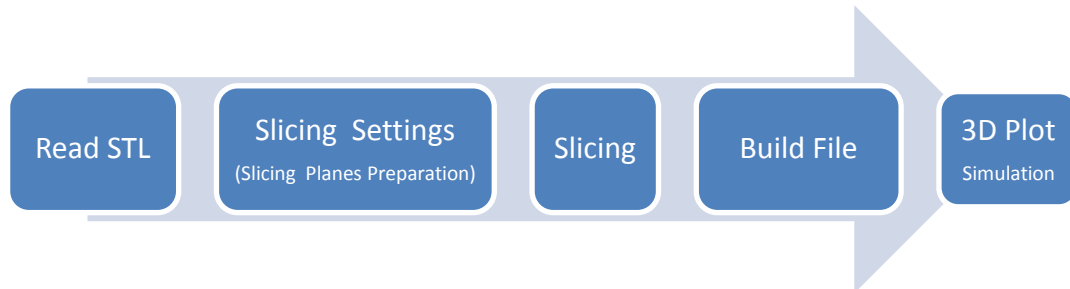 Read STL
Slicing Settings
(Slicing Planes Preparation)
Slicing
Build File
3D Plot
Simulation